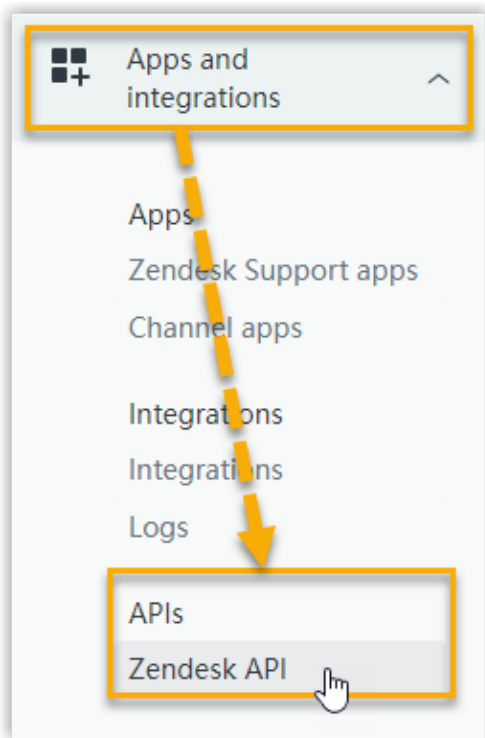 Apps and
integrations
Apps
Zendesk Support apps
Channel apps
Integrations
Integrations
Logs
APIs
Zendesk API